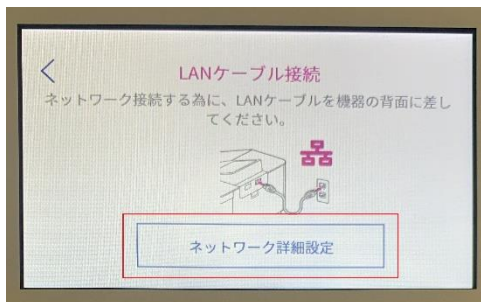 LANケーブル接続
ネットワーク接続する為に、LANケーブルを機器の背面に差し
てください。
ネットワーク詳細設定